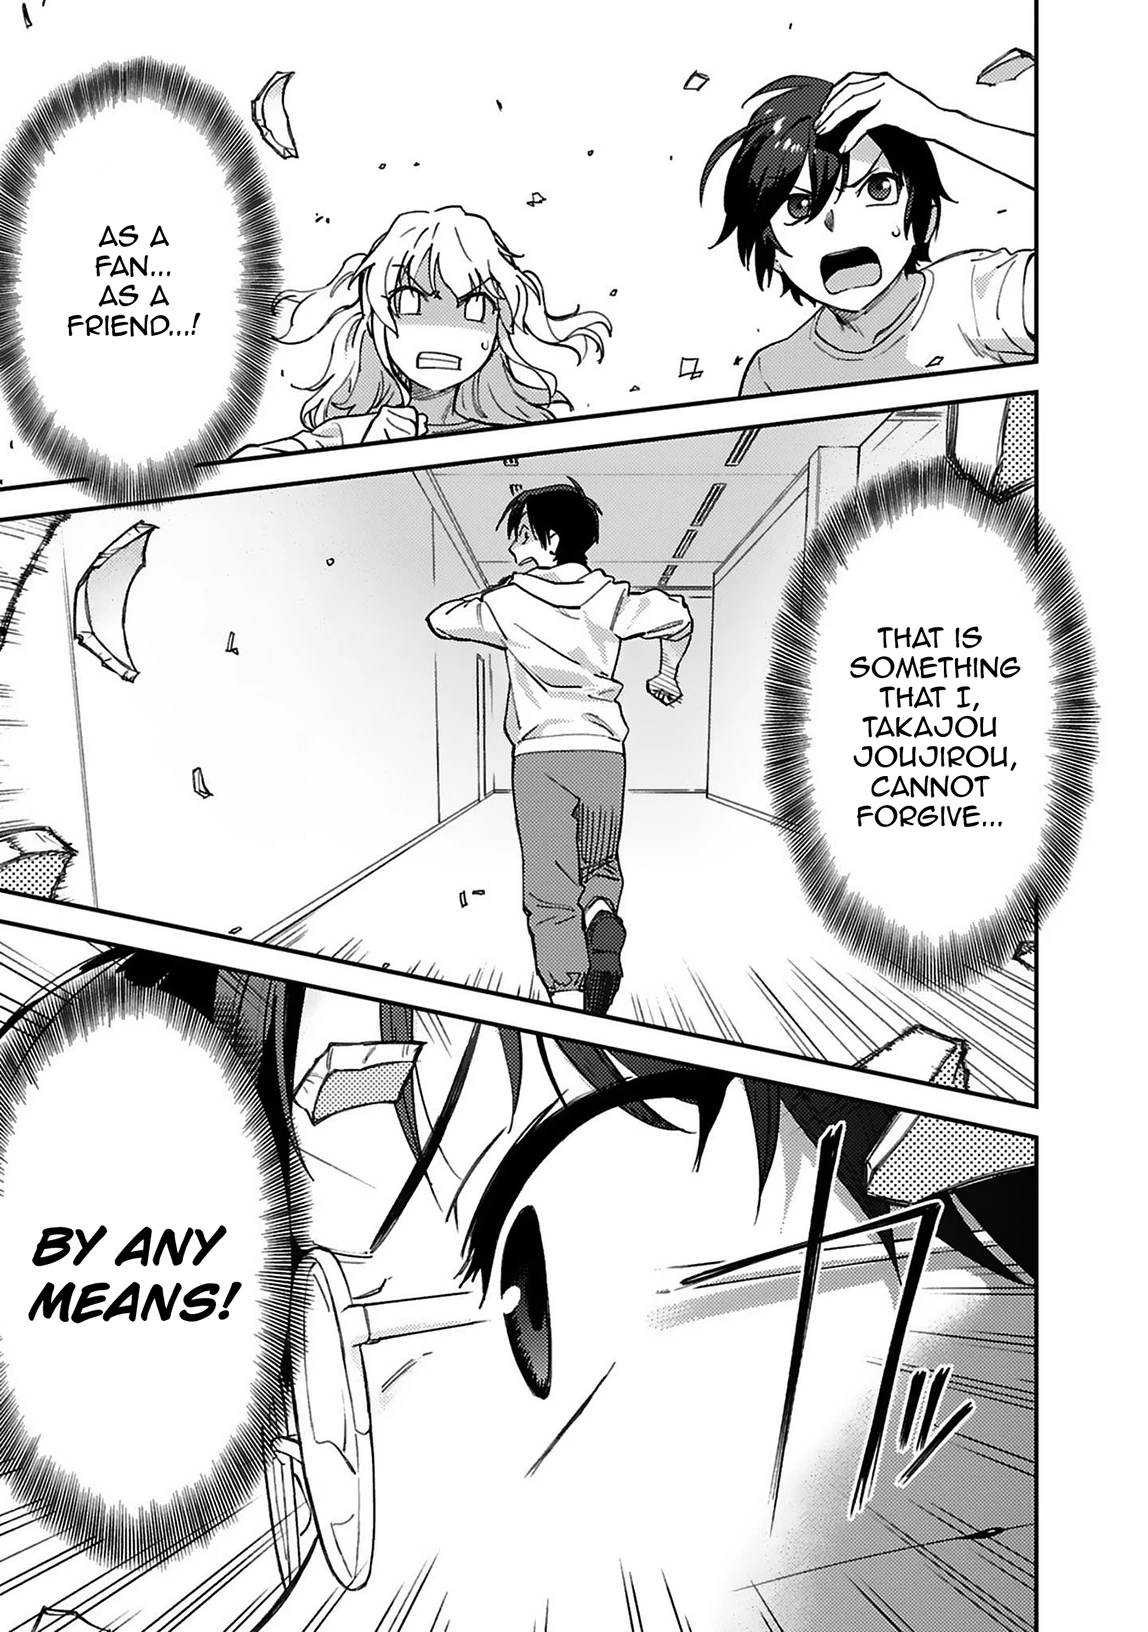 AS A
FAN...
AS A
FRIEND...!
THAT IS
SOMETHING
THAT I,
TAKAJOU
JOUJIROU,
CANNOT
FORGIVE...
BY ANY
MEANS!